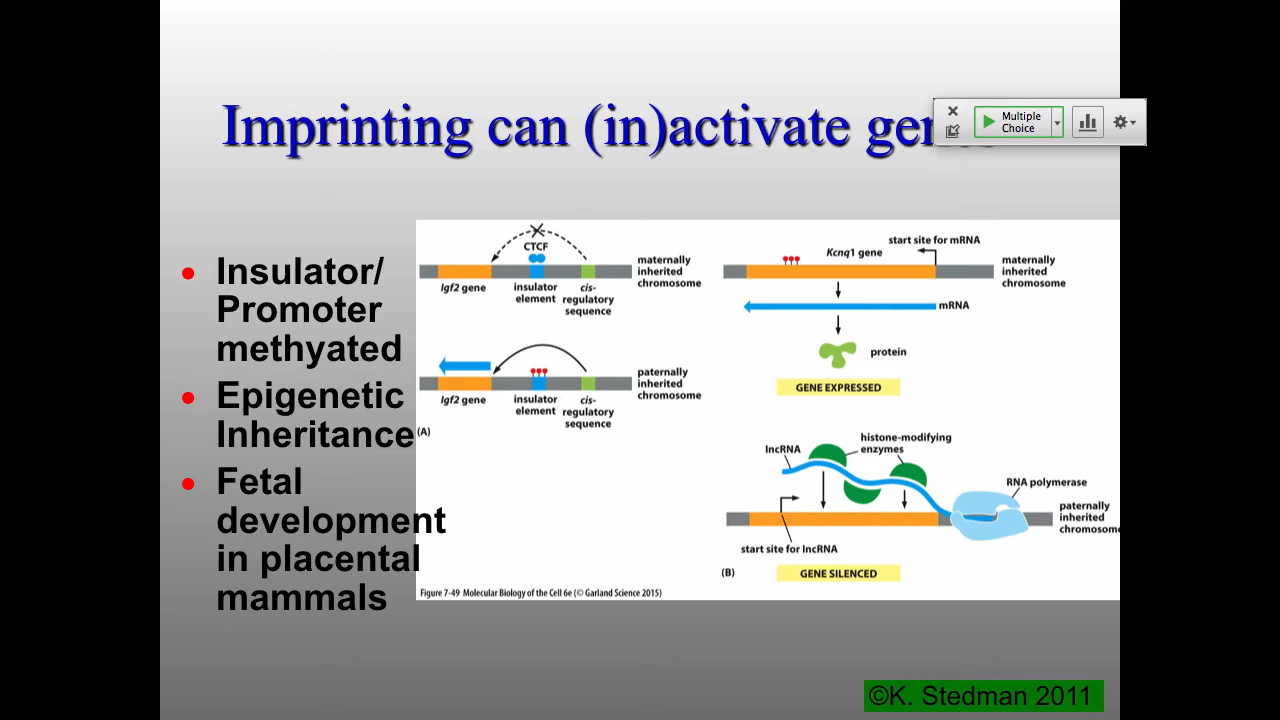 Imprinting can (in)activate
Multiple
Choice
Insulator/
Promoter
methyated
Epigenetic
Inheritance
Fetal
development
in placental
mammals
CTCF
Igf2 gene
insulator
element
cis-
regulatory
sequence
maternally
inherited
chromosome
Igf2 gene
insulator
element
cis-
regulatory
sequence
paternally
inherited
chromosome
(A)
Kcnq1 gene
start site for mRNA
maternally
inherited
chromosome
mRNA
protein
GENE EXPRESSED
lncRNA
histone-modifying
enzymes
RNA polymerase
paternally
inherited
chromosome
start site for lncRNA
(B)
GENE SILENCED
Figure 7-49 Molecular Biology of the Cell 6e (© Garland Science 2015)
©K. Stedman 2011